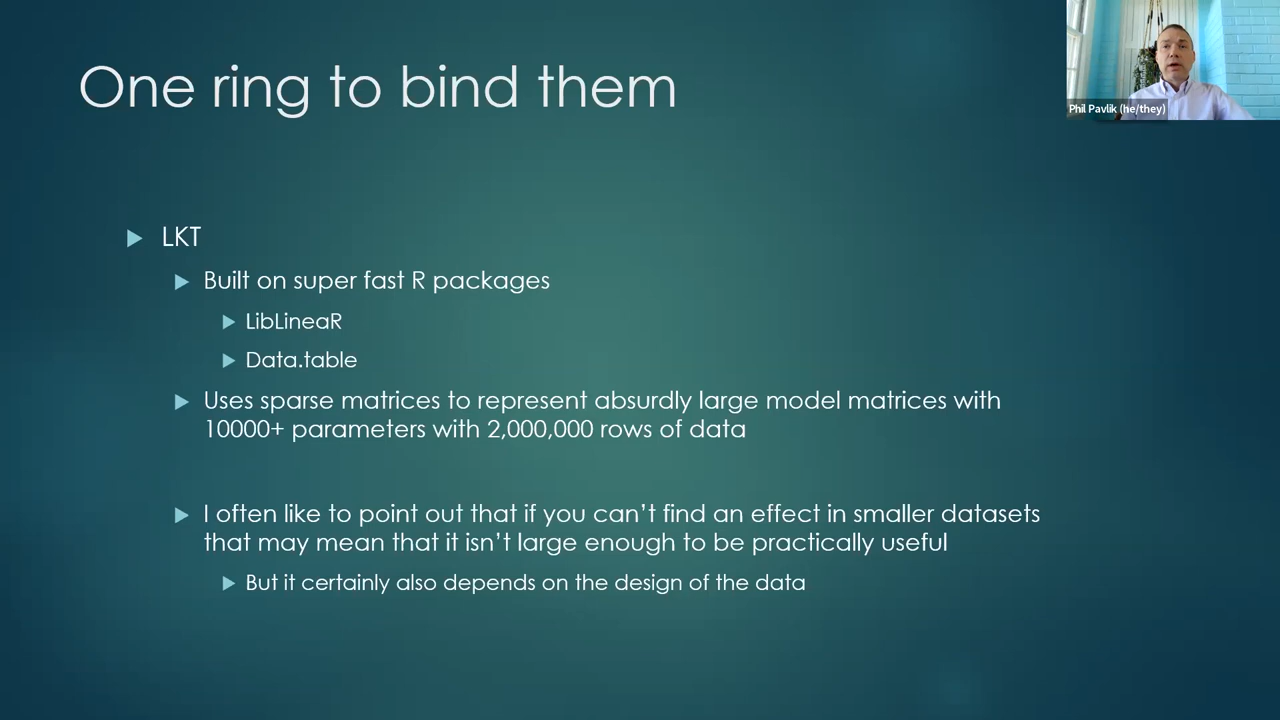 One ring to bind them
Phil Pavlik (he/they)
LKT
Built on super fast R packages
LibLineaR
Data.table
Uses sparse matrices to represent absurdly large model matrices with
10000+ parameters with 2,000,000 rows of data
I often like to point out that if you can’t find an effect in smaller datasets
that may mean that it isn’t large enough to be practically useful
But it certainly also depends on the design of the data